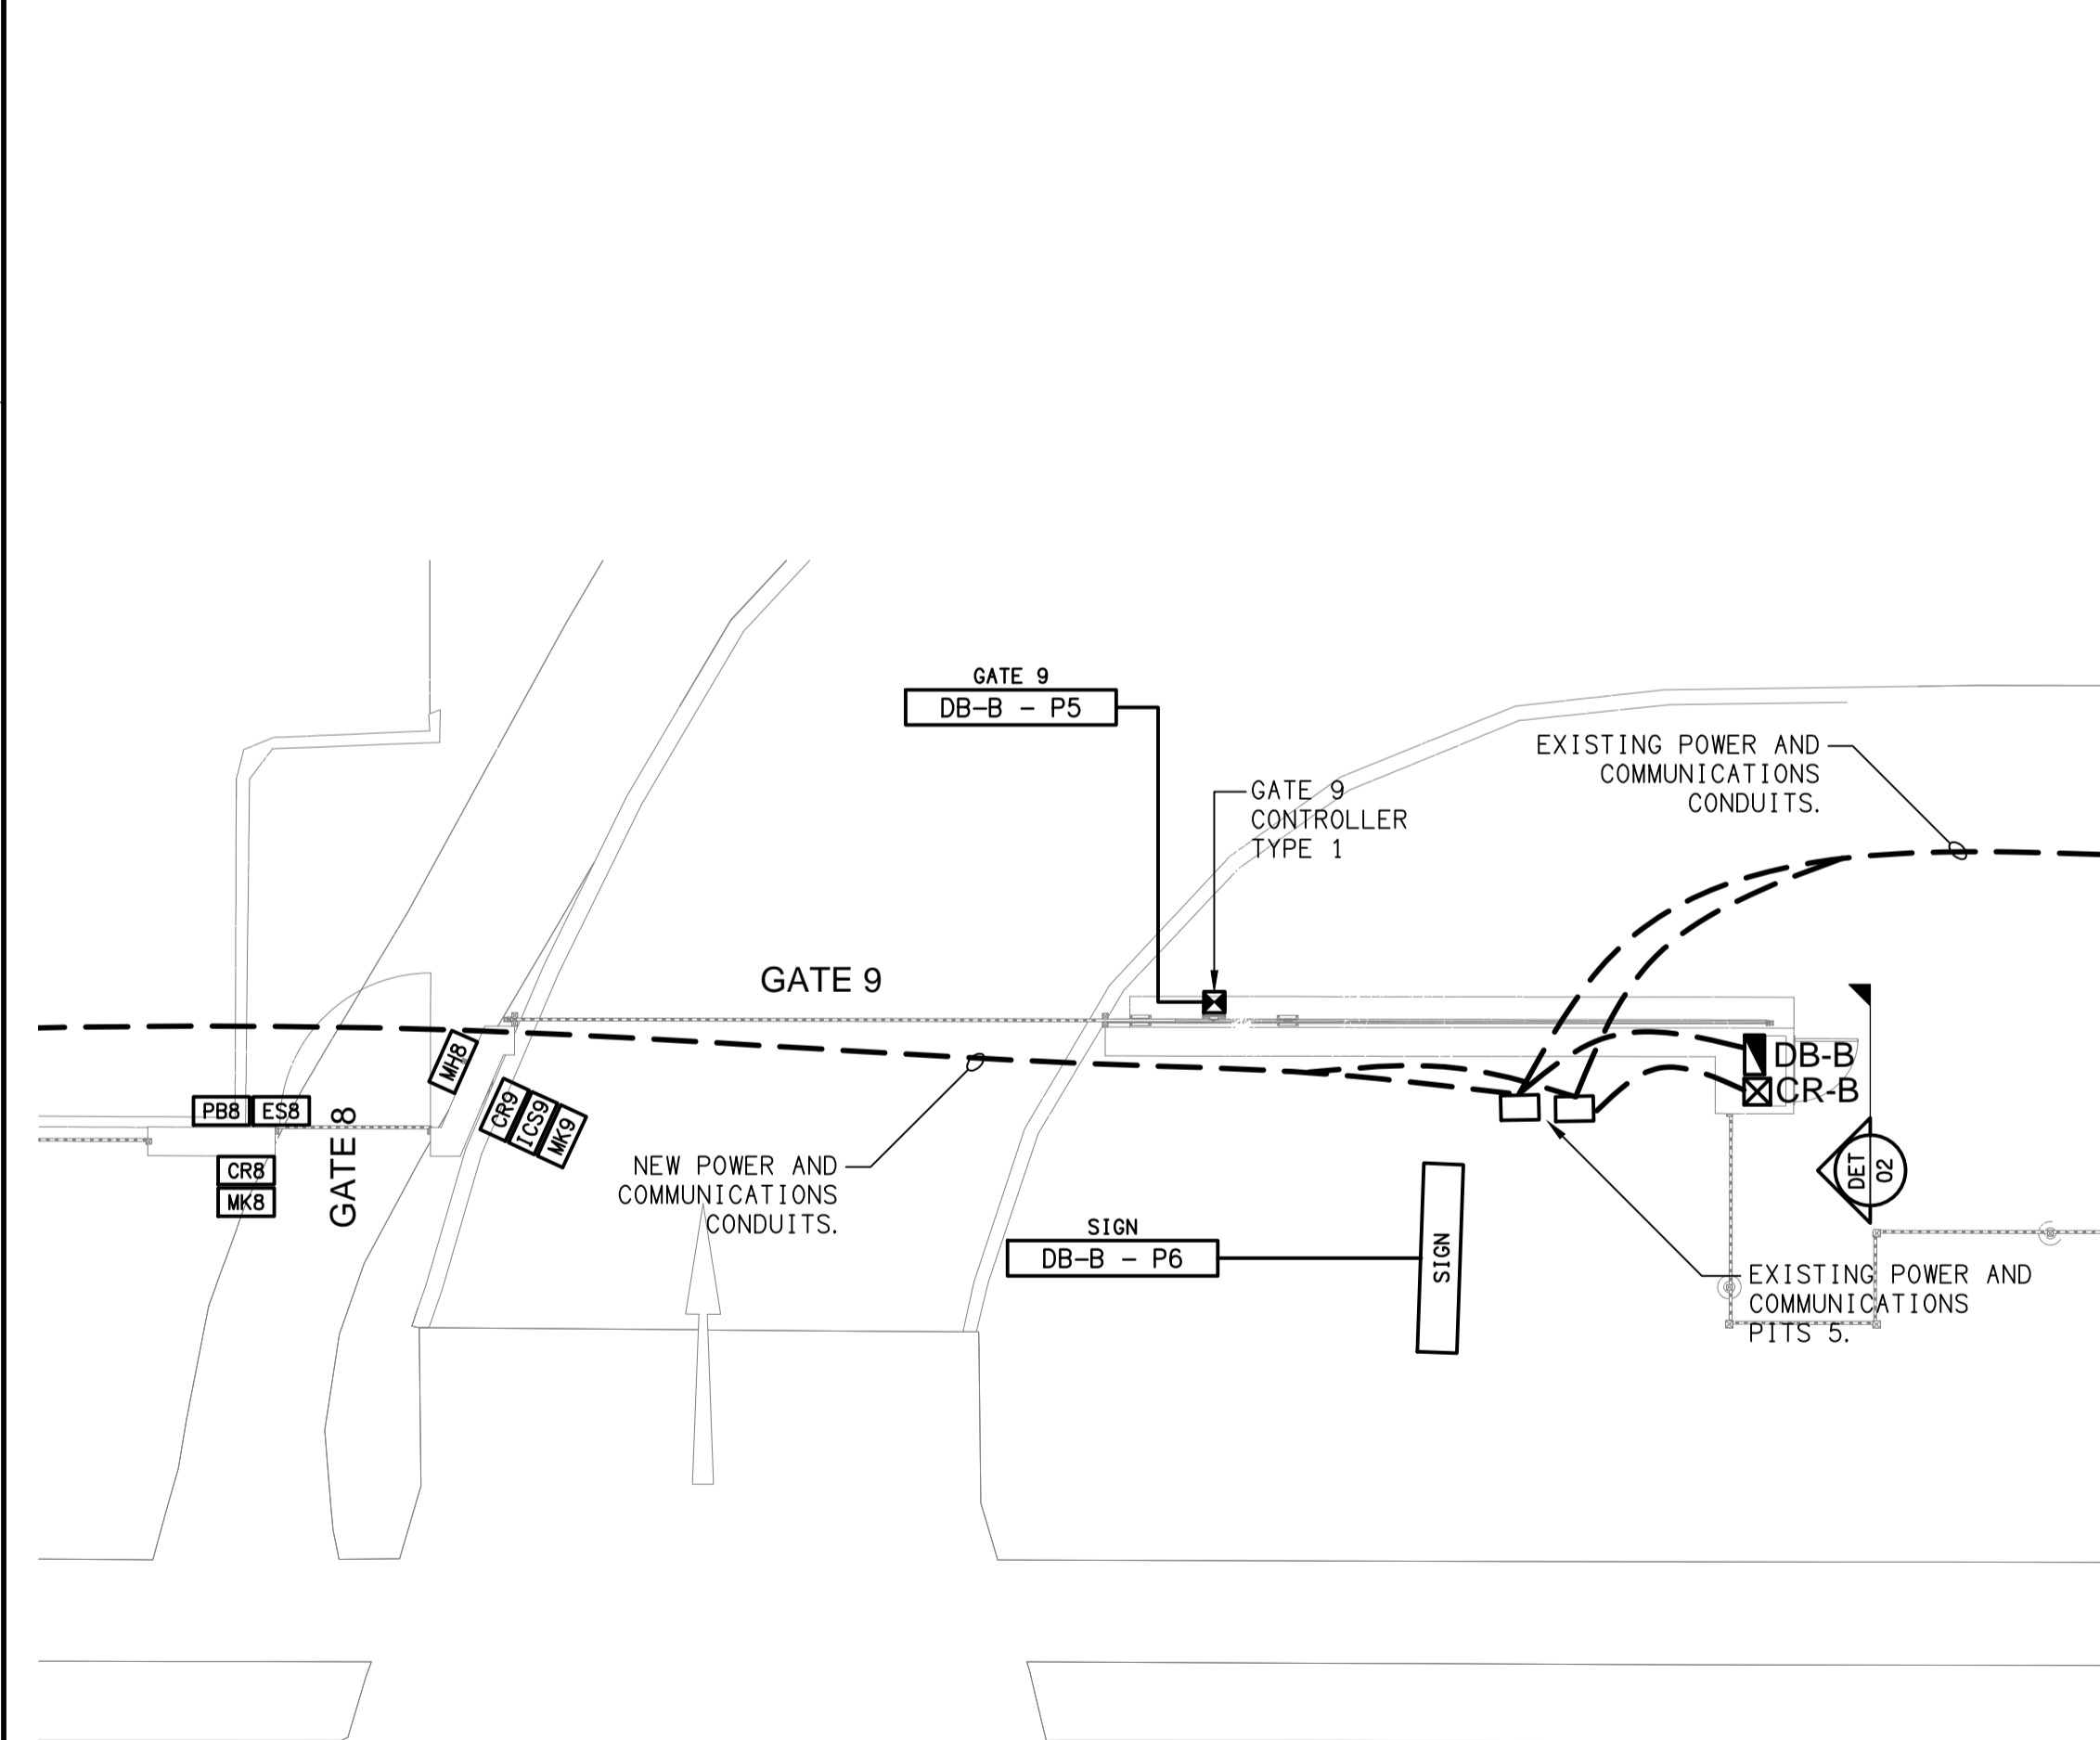 GATE 9
DB-B - P5
EXISTING POWER AND
COMMUNICATIONS
CONDUITS.
GATE 9
CONTROLLER
TYPE 1
GATE 9
MH8
DB-B
CR-B
PB8
ES8
GATE 8
CR9
ICS9
MK9
CR8
MK8
NEW POWER AND
COMMUNICATIONS
CONDUITS.
DET
02
SIGN
DB-B - P6
SIGN
EXISTING POWER AND
COMMUNICATIONS
PITS 5.